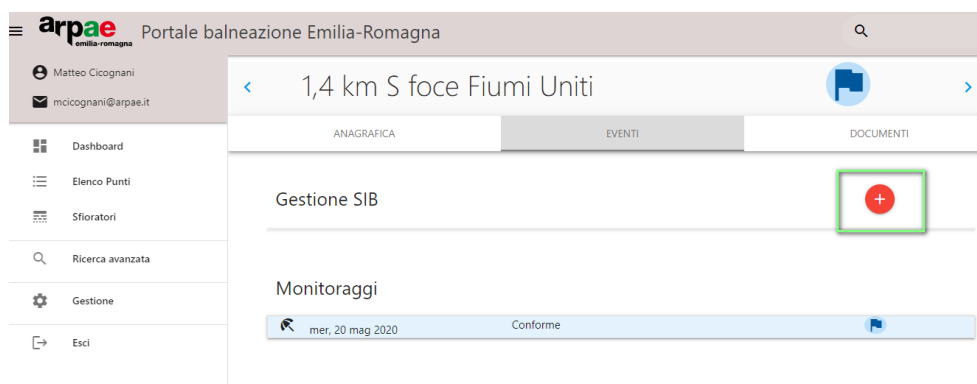 arpae
emilia-romagna
Portale balneazione Emilia-Romagna
Matteo Cicognani
mcicognani@arpae.it
1,4 km S foce Fiumi Uniti
ANAGRAFICA EVENTI DOCUMENTI
Dashboard
Elenco Punti
Sfioratori
Ricerca avanzata
Gestione
Esci
Gestione SIB
+
Monitoraggi
mer, 20 mag 2020 Conforme